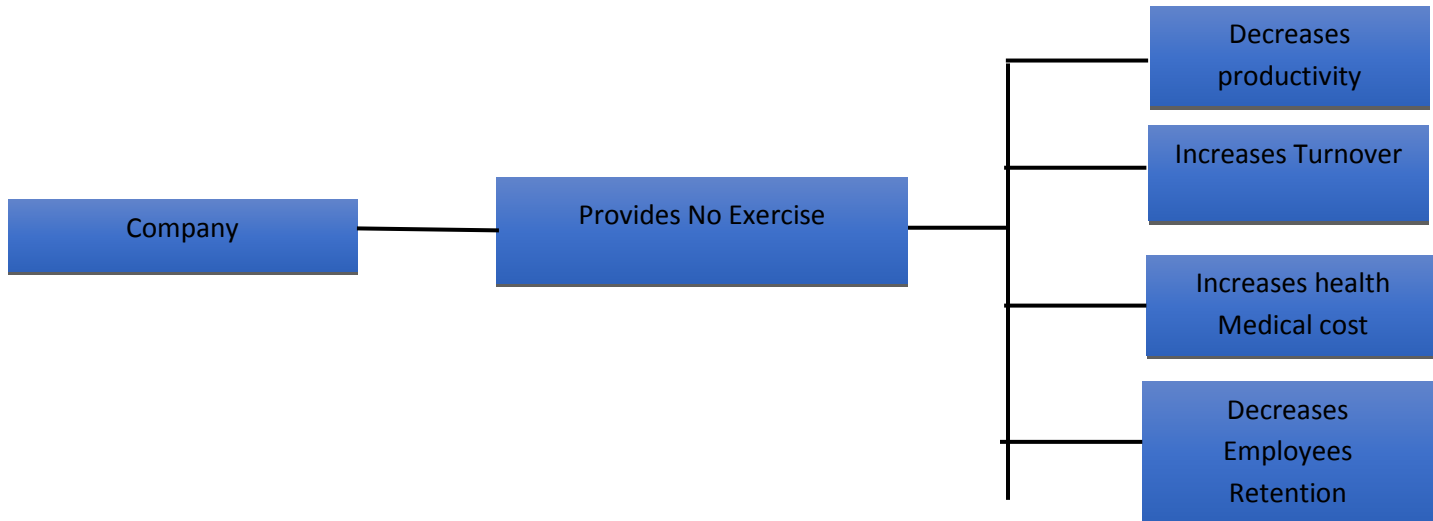 Company
Provides No Exercise
Decreases
productivity
Increases Turnover
Increases health
Medical cost
Decreases
Employees
Retention